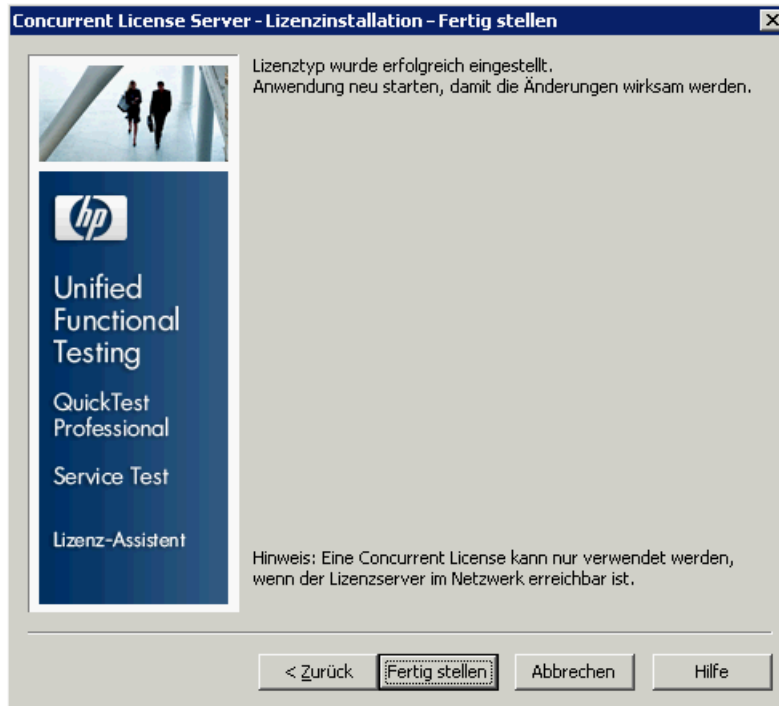 Concurrent License Server - Lizenzinstallation – Fertig stellen
Lizenztyp wurde erfolgreich eingestellt.
Anwendung neu starten, damit die Änderungen wirksam werden.
hp
Unified
Functional
Testing
QuickTest
Professional
Service Test
Lizenz-Assistent
Hinweis: Eine Concurrent License kann nur verwendet werden,
wenn der Lizenzserver im Netzwerk erreichbar ist.
< Zurück Fertig stellen Abbrechen Hilfe